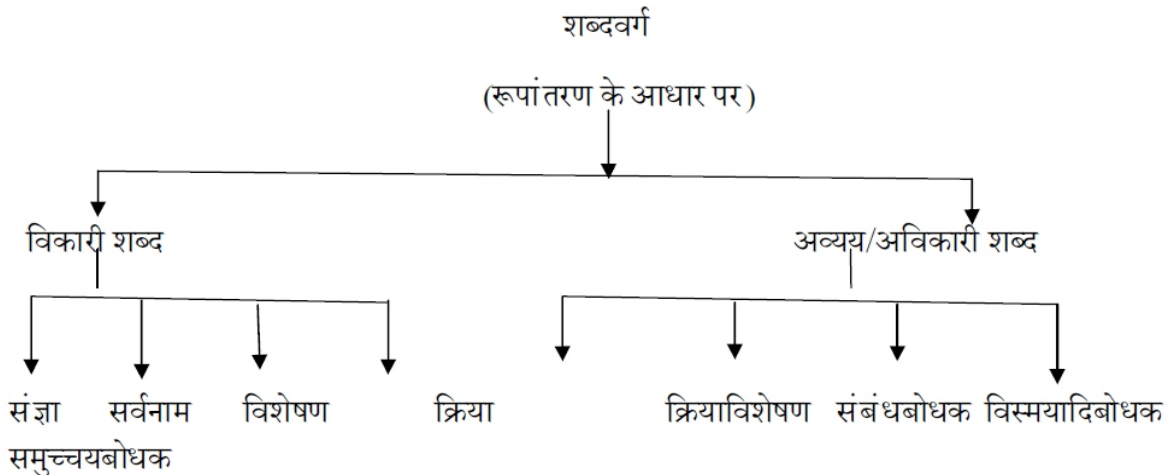 शब्दवर्ग
(रूपांतरण के आधार पर)
विकारी शब्द अव्यय/अविकारी शब्द
संज्ञा सर्वनाम विशेषण क्रिया क्रियाविशेषण संबंधबोधक विस्मयादिबोधक
समुच्चयबोधक